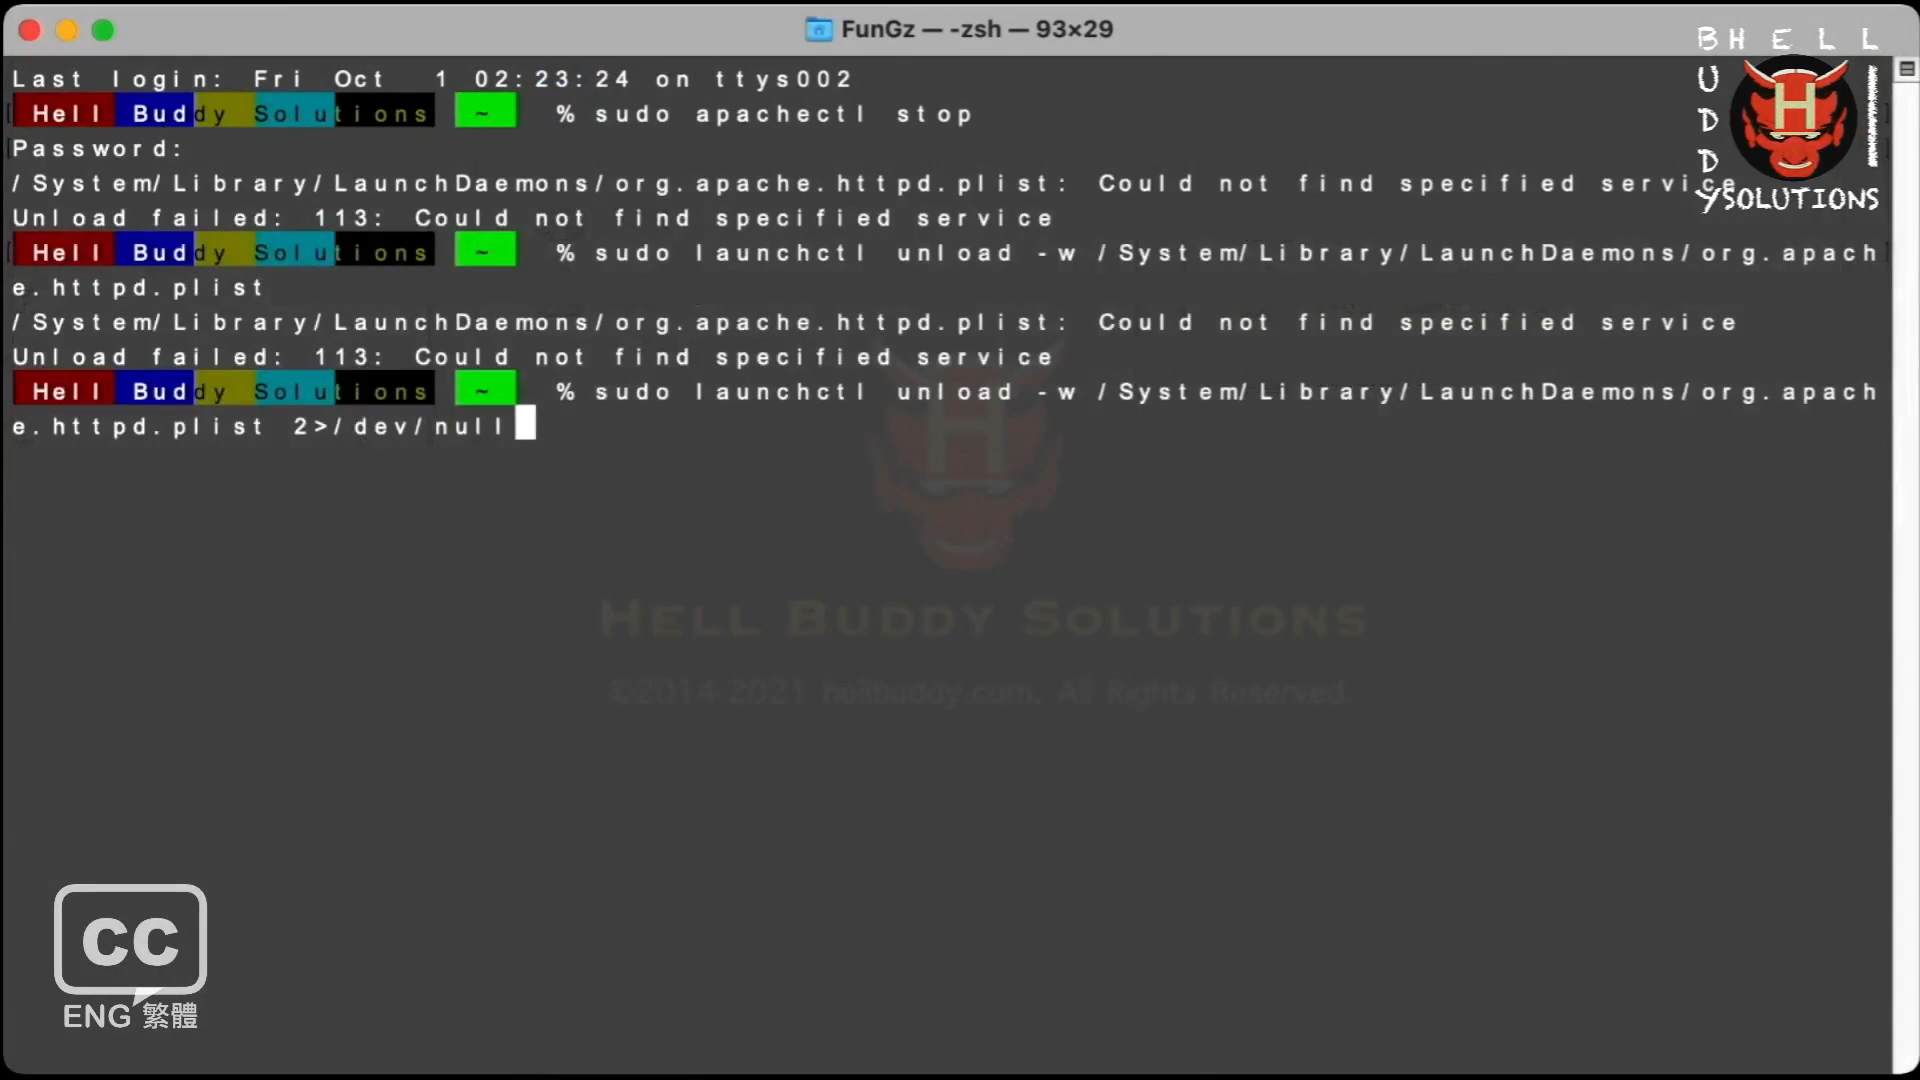 FunGz — -zsh — 93×29
BHELL
UDDY
SOLUTIONS
H
Last login: Fri Oct  1 02:23:24 on ttys002
Hell Buddy Solutions ~ % sudo apachectl stop
Password:
/System/Library/LaunchDaemons/org.apache.httpd.plist: Could not find specified service
Unload failed: 113: Could not find specified service
Hell Buddy Solutions ~ % sudo launchctl unload -w /System/Library/LaunchDaemons/org.apach
e.httpd.plist
/System/Library/LaunchDaemons/org.apache.httpd.plist: Could not find specified service
Unload failed: 113: Could not find specified service
Hell Buddy Solutions ~ % sudo launchctl unload -w /System/Library/LaunchDaemons/org.apach
e.httpd.plist 2>/dev/null
H
HELL BUDDY SOLUTIONS
©2014-2021 hellbuddy.com. All Rights Reserved.
CC
ENG 繁體